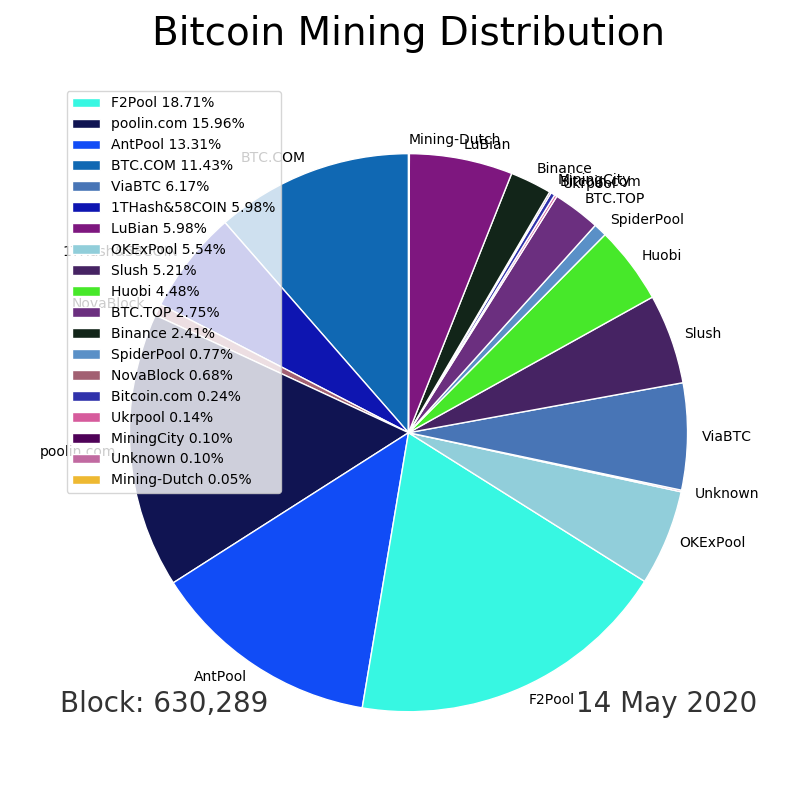 Bitcoin Mining Distribution
F2Pool 18.71%
poolin.com 15.96%
AntPool 13.31%
BTC.COM 11.43%
ViaBTC 6.17%
1THash&58COIN 5.98%
LuBian 5.98%
OKExPool 5.54%
Slush 5.21%
Huobi 4.48%
BTC.TOP 2.75%
Binance 2.41%
SpiderPool 0.77%
NovaBlock 0.68%
Bitcoin.com 0.24%
Ukrpool 0.14%
MiningCity 0.10%
Unknown 0.10%
Mining-Dutch 0.05%
Mining-Dutch
LuBian
Binance
MiningCity
Bitcoin.com
Ukrpool
BTC.TOP
SpiderPool
Huobi
Slush
ViaBTC
Unknown
OKExPool
F2Pool
AntPool
poolin.com
NovaBlock
BTC.COM
Block: 630,289
14 May 2020